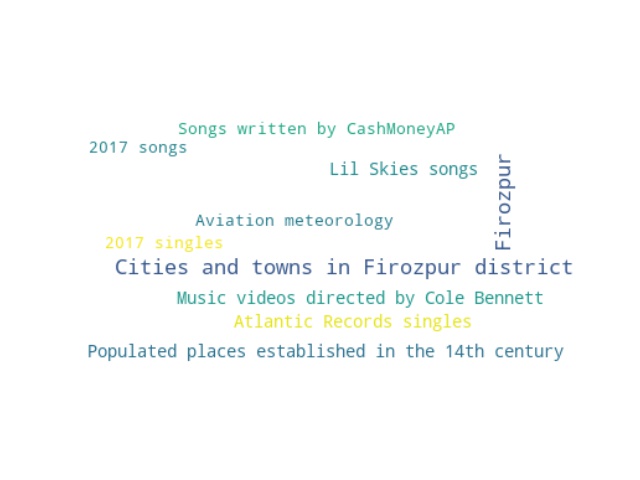 Songs written by CashMoneyAP
2017 songs
Lil Skies songs
Firozpur
Aviation meteorology
2017 singles
Cities and towns in Firozpur district
Music videos directed by Cole Bennett
Atlantic Records singles
Populated places established in the 14th century